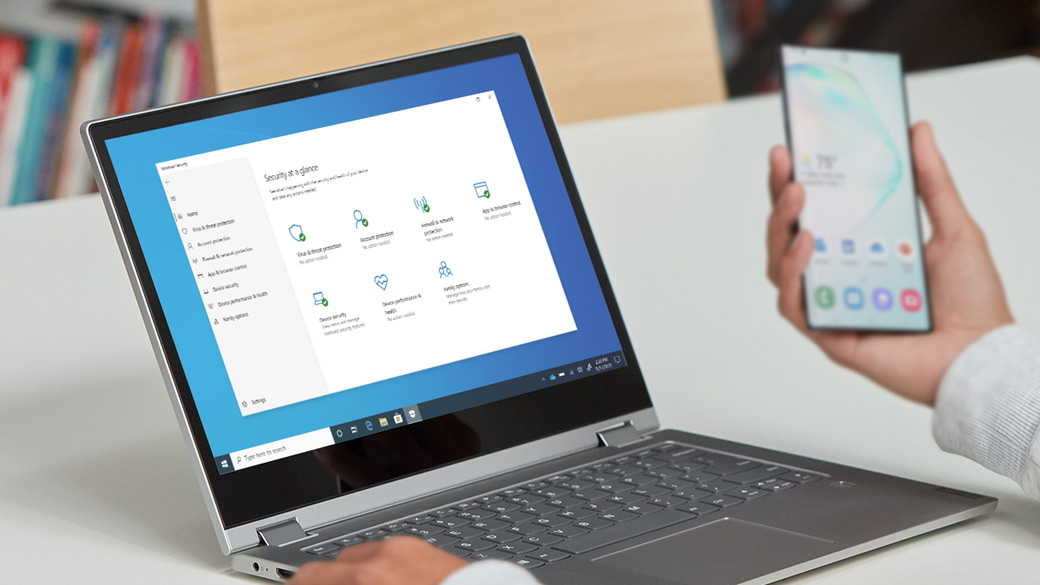 Windows Security
Security at a glance
See what's happening with the security and health of your device
and take any actions needed.
Home
Virus & threat protection
Account protection
Firewall & network protection
App & browser control
Device security
Device performance & health
Family options
Settings
Virus & threat protection
No action needed.
Account protection
No action needed.
Firewall & network
protection
No action needed.
App & browser control
No action needed.
Device security
View status and manage
hardware security features
Device performance &
health
No action needed.
Family options
Manage how your family uses
their devices.
Type here to search
75°